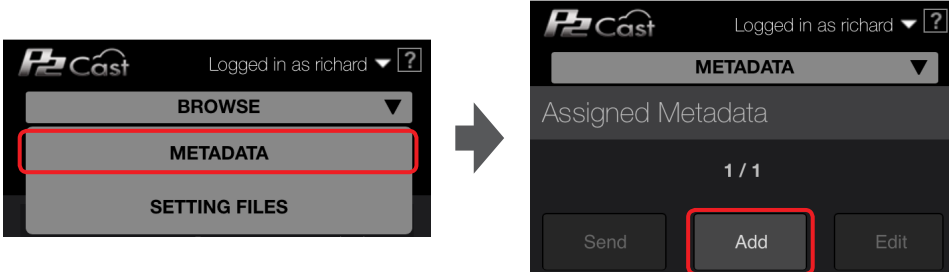 P2 Cast
Logged in as richard ?
BROWSE
METADATA
SETTING FILES
P2 Cast
Logged in as richard ?
METADATA
Assigned Metadata
1 / 1
Send Add Edit